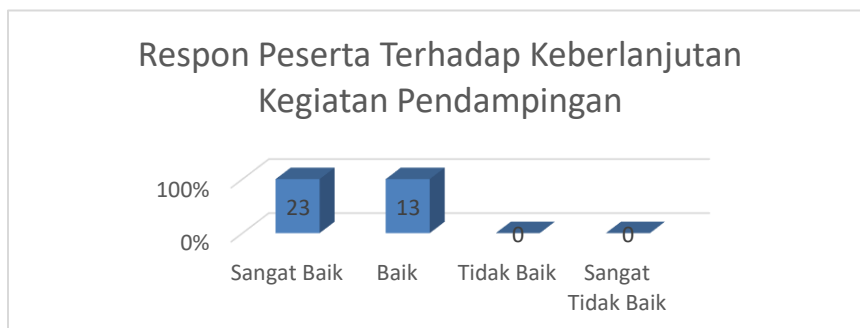 Respon Peserta Terhadap Keberlanjutan
Kegiatan Pendampingan
100%
0%
23
13
0
0
Sangat Baik
Baik
Tidak Baik
Sangat
Tidak Baik